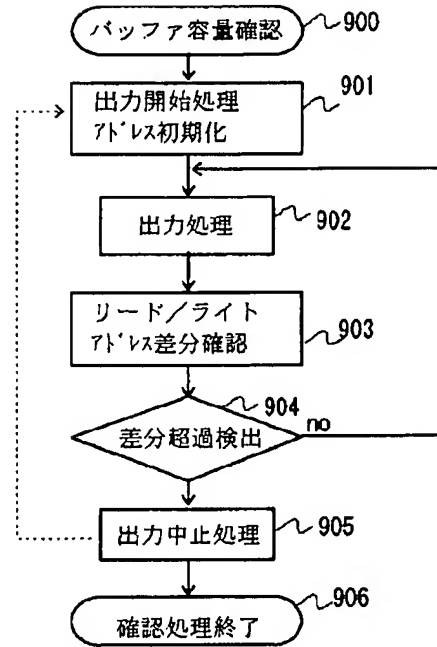 バッファ容量確認
900
出力開始処理
ｱﾄﾞﾚｽ初期化
901
出力処理
902
リード／ライト
ｱﾄﾞﾚｽ差分確認
903
904
差分超過検出
no
出力中止処理
905
906
確認処理終了